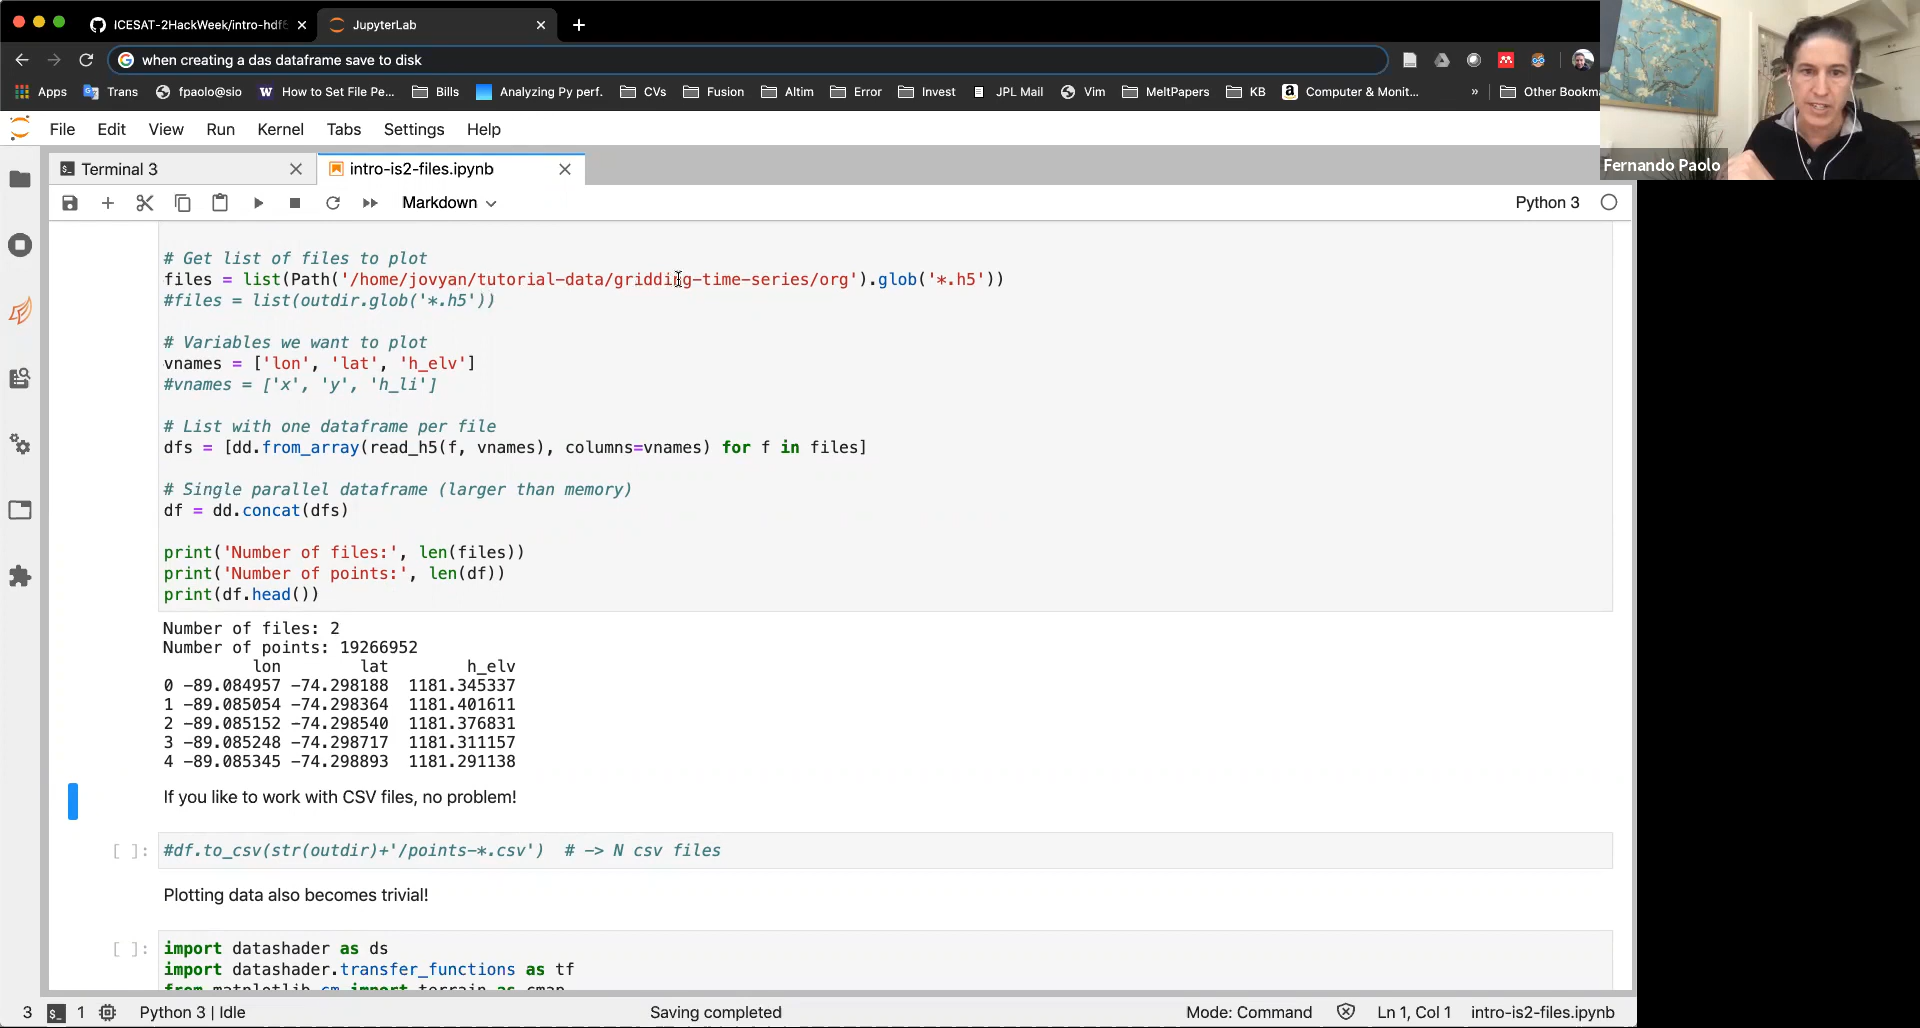 ICESAT-2HackWeek/intro-hdf5
JupyterLab
when creating a das dataframe save to disk
Apps
Trans
fpaolo@sio
How to Set File Pe...
Bills
Analyzing Py perf.
CVs
Fusion
Altim
Error
Invest
JPL Mail
Vim
MeltPapers
KB
Computer & Monit...
»
Other Bookma
File Edit View Run Kernel Tabs Settings Help
Terminal 3
intro-is2-files.ipynb
Markdown
Python 3
Fernando Paolo
# Get list of files to plot
files = list(Path('/home/jovyan/tutorial-data/gridding-time-series/org').glob('*.h5'))
#files = list(outdir.glob('*.h5'))
# Variables we want to plot
vnames = ['lon', 'lat', 'h_elv']
#vnames = ['x', 'y', 'h_li']
# List with one dataframe per file
dfs = [dd.from_array(read_h5(f, vnames), columns=vnames) for f in files]
# Single parallel dataframe (larger than memory)
df = dd.concat(dfs)
print('Number of files:', len(files))
print('Number of points:', len(df))
print(df.head())
Number of files: 2
Number of points: 19266952
lon lat h_elv
0 -89.084957 -74.298188 1181.345337
1 -89.085054 -74.298364 1181.401611
2 -89.085152 -74.298540 1181.376831
3 -89.085248 -74.298717 1181.311157
4 -89.085345 -74.298893 1181.291138
If you like to work with CSV files, no problem!
[ ]: #df.to_csv(str(outdir)+'/points-*.csv') # -> N csv files
Plotting data also becomes trivial!
[ ]: import datashader as ds
import datashader.transfer_functions as tf
from matplotlib.cm import terrain as cmap
3 $_ 1 Python 3 | Idle Saving completed Mode: Command Ln 1, Col 1 intro-is2-files.ipynb